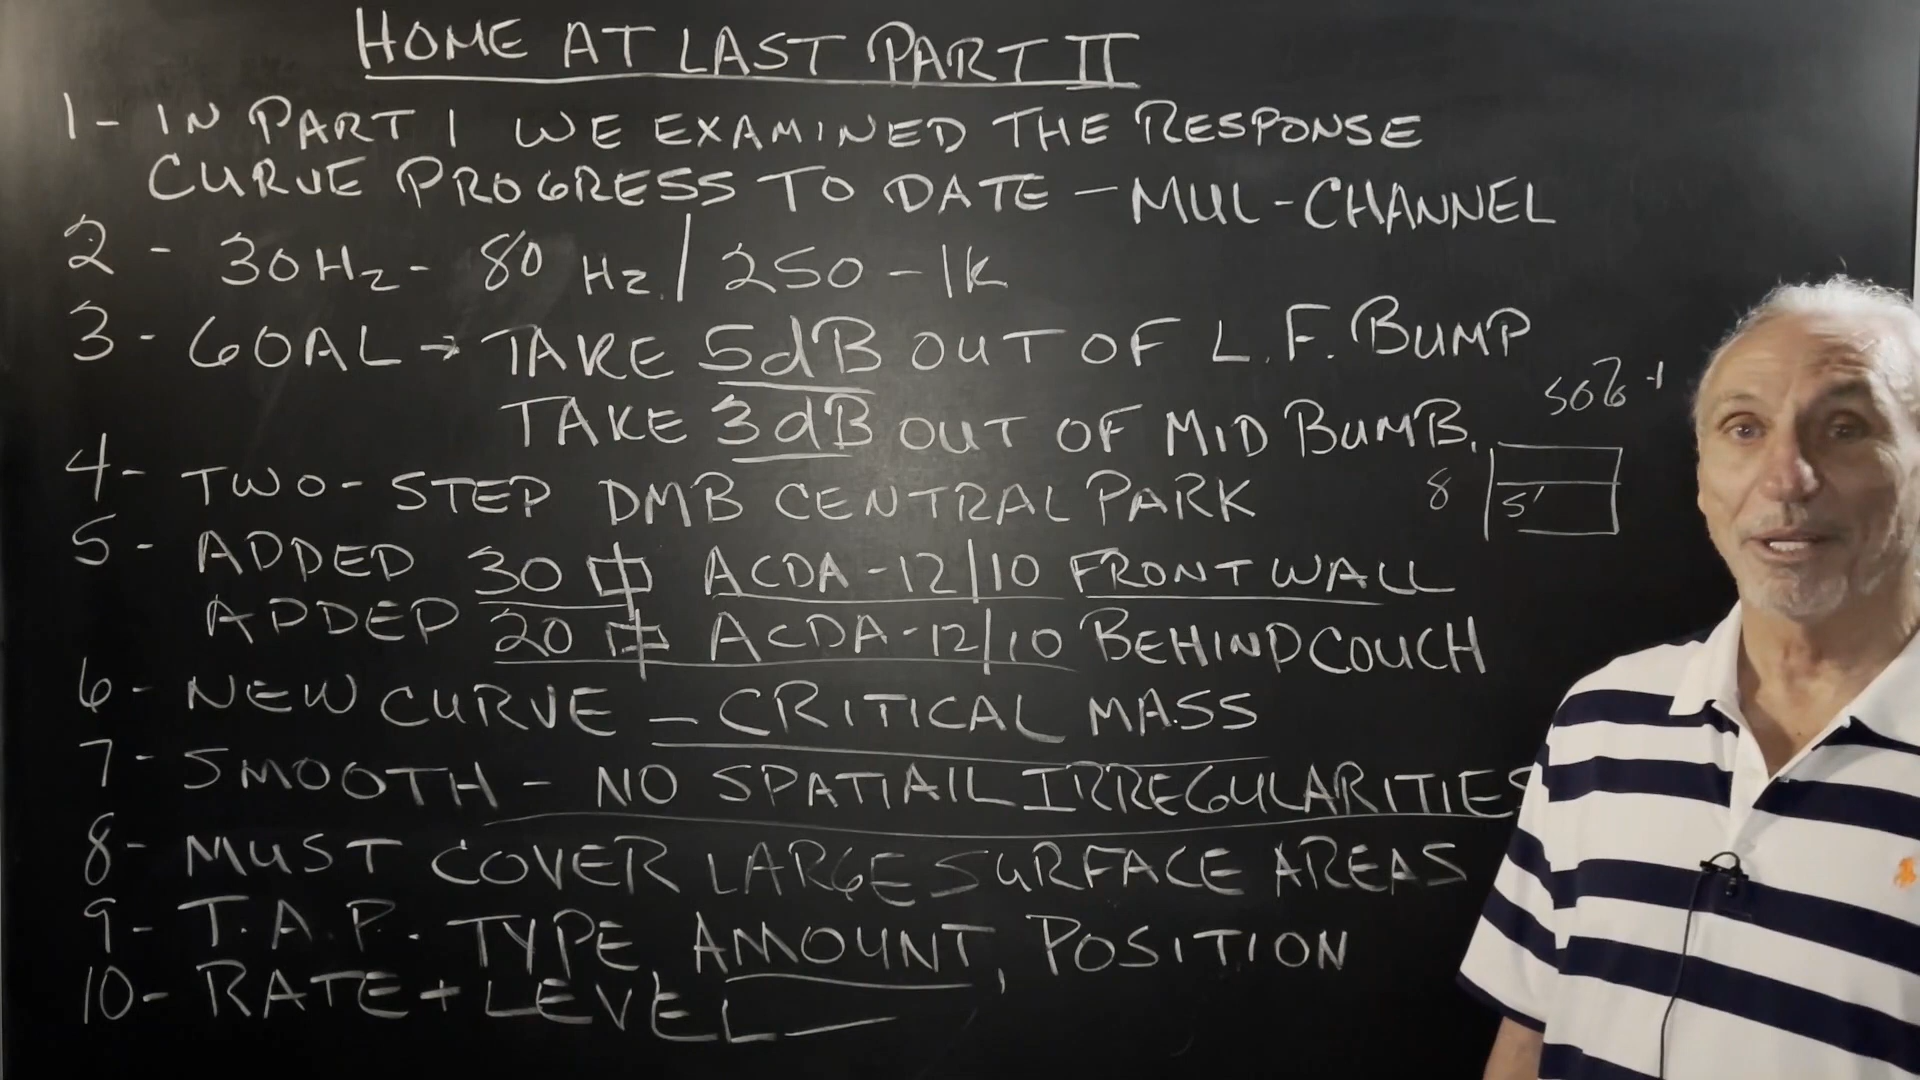 HOME AT LAST PART II
1- IN PART 1 WE EXAMINED THE RESPONSE
CURVE PROGRESS TO DATE - MUL-CHANNEL
2 - 30Hz - 80 Hz. / 250 - 1K
3 - GOAL → TAKE 5dB OUT OF L.F. BUMP
TAKE 3dB OUT OF MID BUMB.
50%+
8
5'
4- TWO-STEP DMB CENTRAL PARK
5 - ADDED 30 ACDA-12/10 FRONT WALL
ADDED 20 ACDA-12/10 BEHIND COUCH
6 - NEW CURVE - CRITICAL MASS
7 - SMOOTH - NO SPATIAIL IRREGULARITIES
8 - MUST COVER LARGE SURFACE AREAS
9 - T.A.P. TYPE, AMOUNT, POSITION
10 - RATE + LEVEL